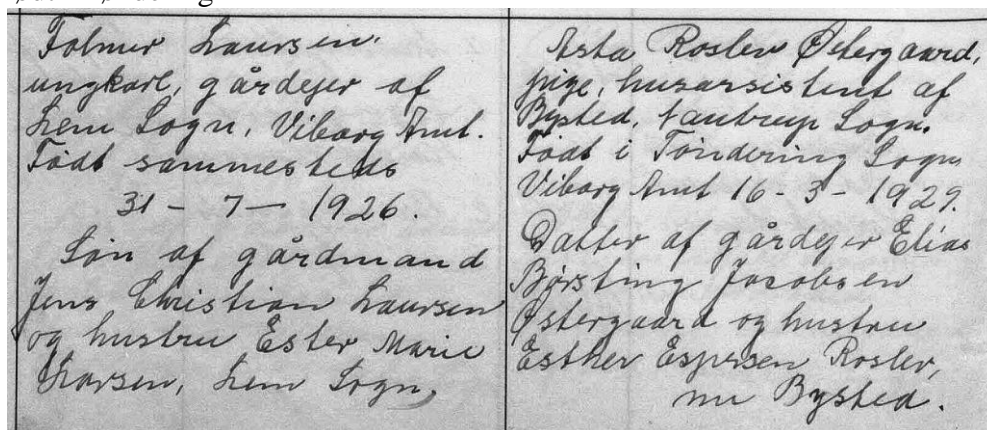 Folmer Laursen.
ungkarl, gårdejer af
Lem Sogn, Viborg Amt.
Født sammesteds
31 - 7 - 1926.
Søn af gårdmand
Jens Christian Laursen
og hustru Ester Marie
Larsen, Lem Sogn,
Asta Roslev Østergaard,
pige, husassistent af
Bysted, Nautrup Sogn.
Født i Tøndering Sogn
Viborg Amt 16 - 3 - 1929.
Datter af gårdejer Elias
Børsting Jacobsen
Østergaard og hustru
Esther Espersen Roslev,
nu Bysted.